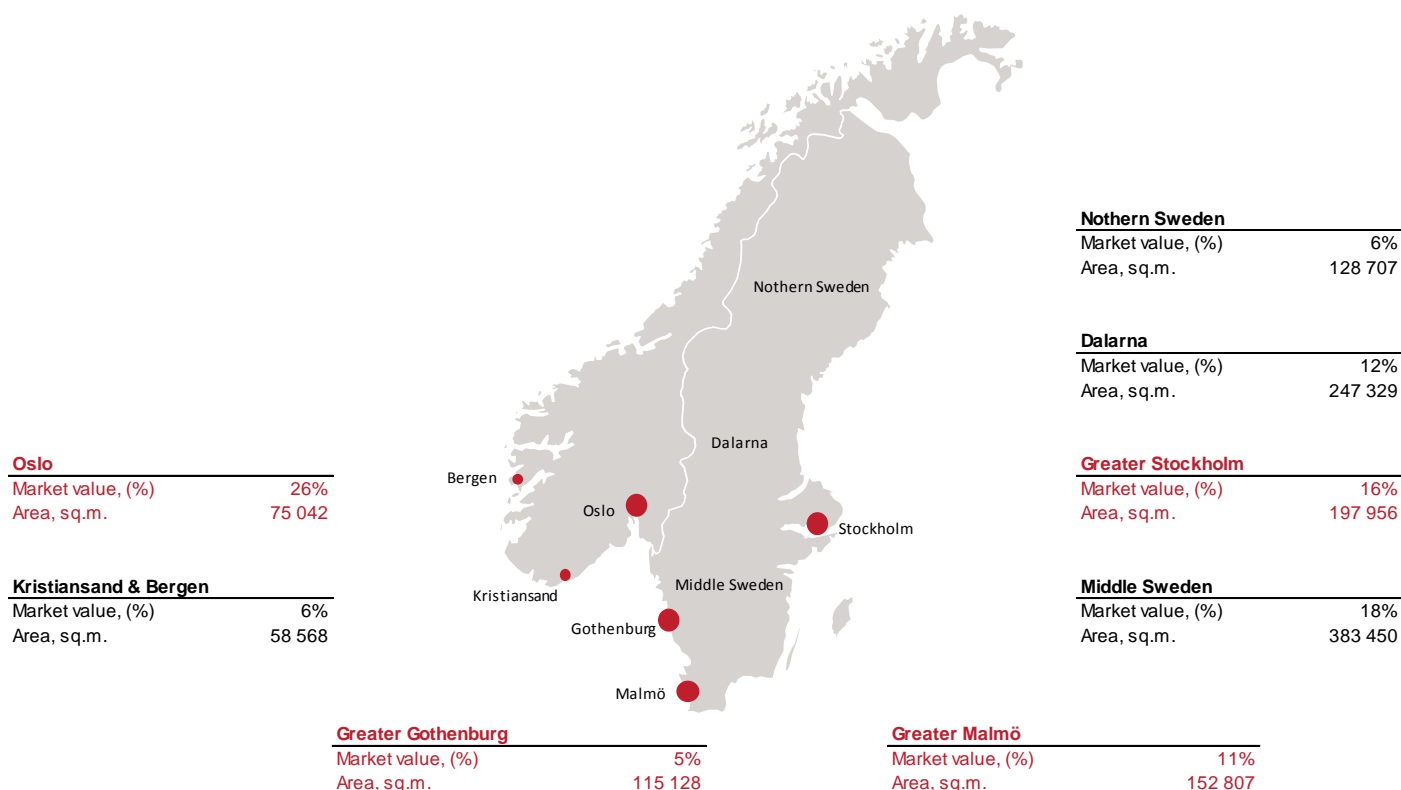 Nothern Sweden
Market value, (%) 6%
Area, sq.m. 128 707
Nothern Sweden
Dalarna
Market value, (%) 12%
Area, sq.m. 247 329
Dalarna
Oslo
Market value, (%) 26%
Area, sq.m. 75 042
Bergen
Oslo
Greater Stockholm
Market value, (%) 16%
Area, sq.m. 197 956
Stockholm
Kristiansand & Bergen
Market value, (%) 6%
Area, sq.m. 58 568
Kristiansand
Middle Sweden
Gothenburg
Malmö
Middle Sweden
Market value, (%) 18%
Area, sq.m. 383 450
Greater Gothenburg
Market value, (%) 5%
Area, sq.m. 115 128
Greater Malmö
Market value, (%) 11%
Area, sq.m. 152 807